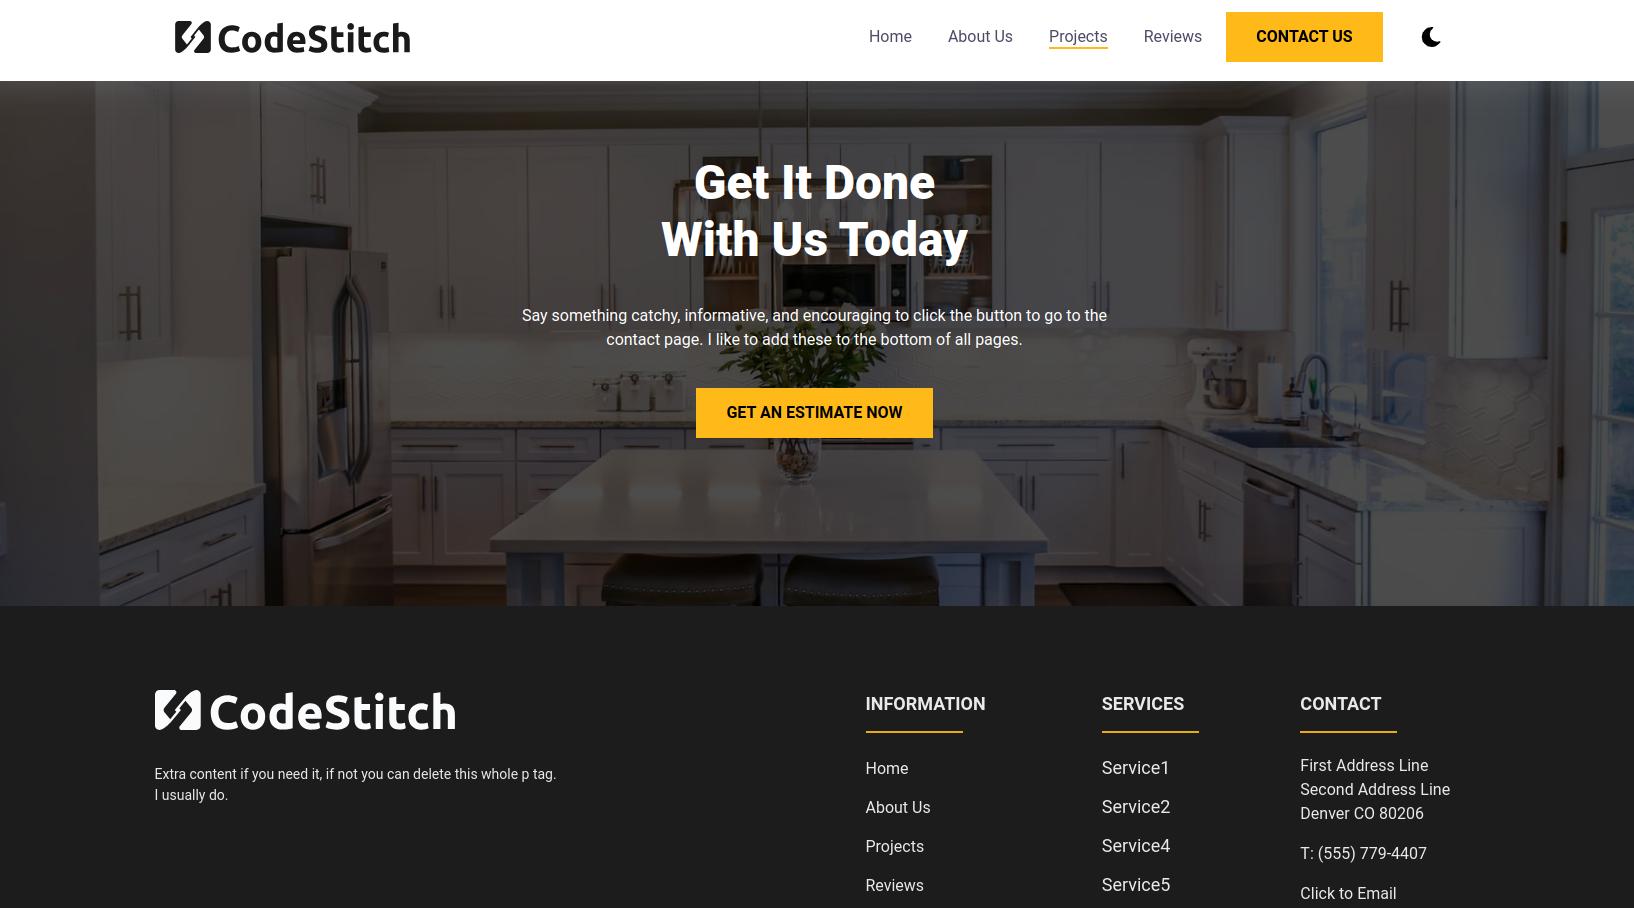 CodeStitch
Home About Us Projects Reviews CONTACT US
Get It Done
With Us Today
Say something catchy, informative, and encouraging to click the button to go to the
contact page. I like to add these to the bottom of all pages.
GET AN ESTIMATE NOW
CodeStitch
Extra content if you need it, if not you can delete this whole p tag.
I usually do.
INFORMATION
Home
About Us
Projects
Reviews
SERVICES
Service1
Service2
Service4
Service5
CONTACT
First Address Line
Second Address Line
Denver CO 80206
T: (555) 779-4407
Click to Email